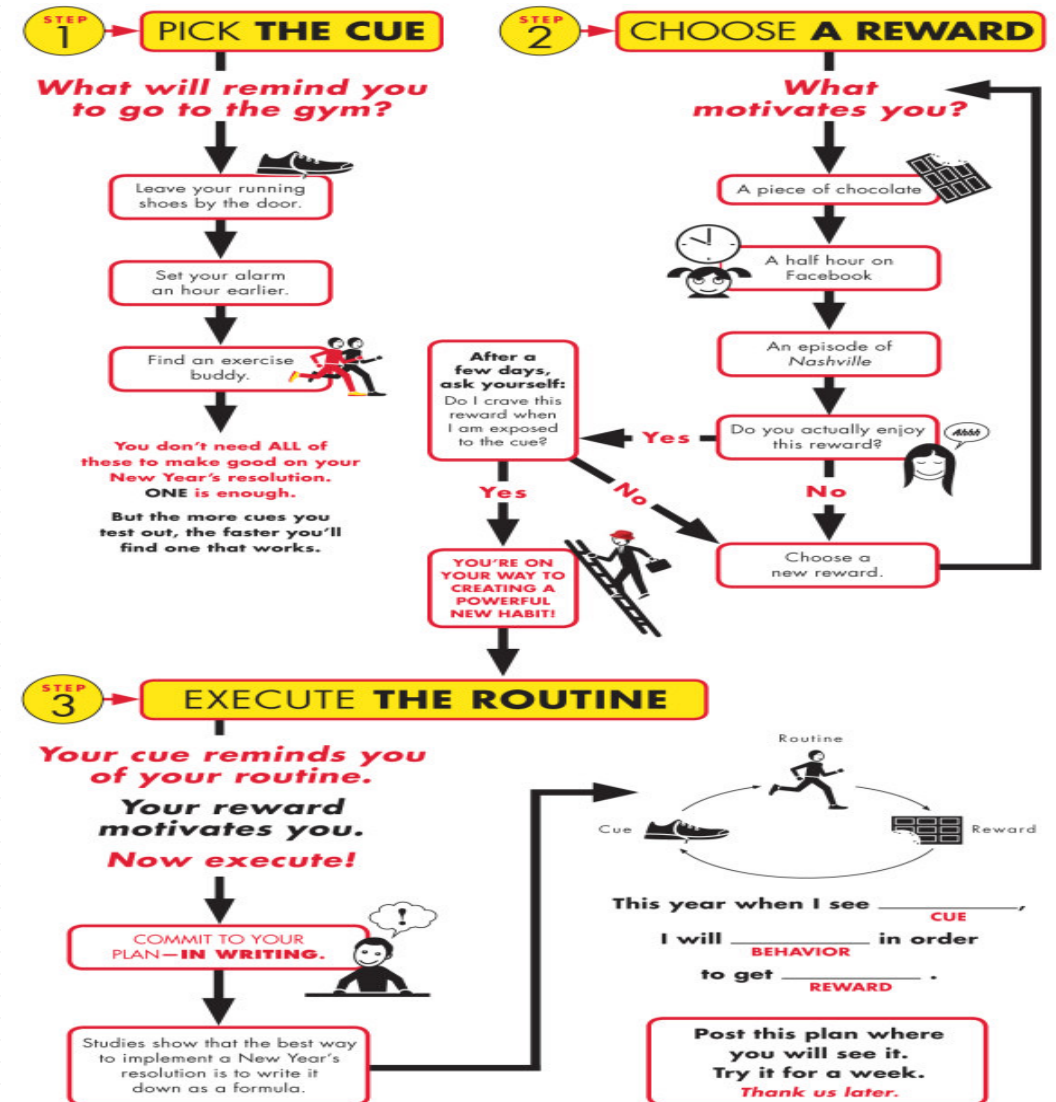 STEP
1
PICK THE CUE
What will remind you
to go to the gym?
Leave your running
shoes by the door.
Set your alarm
an hour earlier.
Find an exercise
buddy.
You don't need ALL of
these to make good on your
New Year's resolution.
ONE is enough.
But the more cues you
test out, the faster you'll
find one that works.
STEP
2
CHOOSE A REWARD
What
motivates you?
A piece of chocolate
A half hour on
Facebook
An episode of
Nashville
Do you actually enjoy
this reward?
Ahhh
Yes
No
After a
few days,
ask yourself:
Do I crave this
reward when
I am exposed
to the cue?
Yes
No
Choose a
new reward.
YOU'RE ON
YOUR WAY TO
CREATING A
POWERFUL
NEW HABIT!
STEP
3
EXECUTE THE ROUTINE
Your cue reminds you
of your routine.
Your reward
motivates you.
Now execute!
!
COMMIT TO YOUR
PLAN—IN WRITING.
Studies show that the best way
to implement a New Year's
resolution is to write it
down as a formula.
Routine
Cue
Reward
This year when I see ____________,
CUE
I will ____________ in order
BEHAVIOR
to get ____________ .
REWARD
Post this plan where
you will see it.
Try it for a week.
Thank us later.